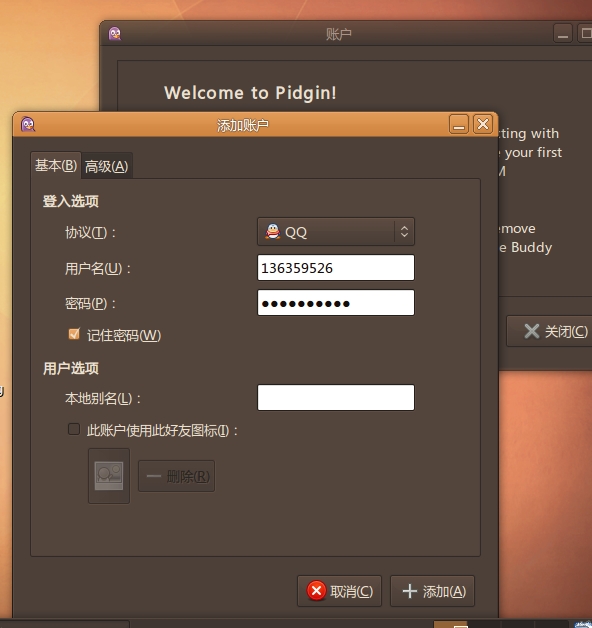 账户
Welcome to Pidgin!
添加账户
ting with
your first
基本(B) 高级(A)
登入选项
协议(T)： QQ
emove
用户名(U)： 136359526
e Buddy
密码(P)： ●●●●●●●●●●
记住密码(W)
关闭(C)
用户选项
本地别名(L)：
此账户使用此好友图标(I)：
删除(R)
取消(C) 添加(A)